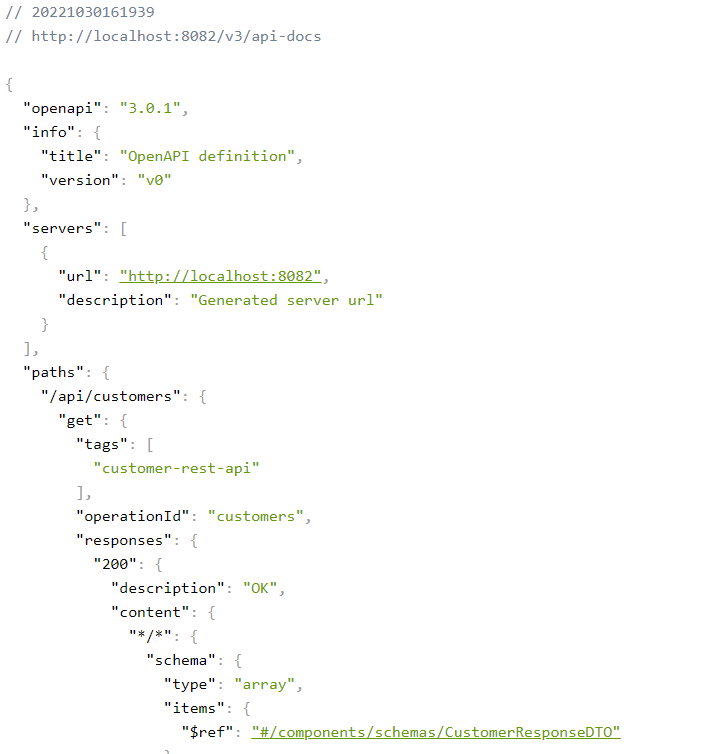 // 20221030161939
// http://localhost:8082/v3/api-docs

{
  "openapi": "3.0.1",
  "info": {
    "title": "OpenAPI definition",
    "version": "v0"
  },
  "servers": [
    {
      "url": "http://localhost:8082",
      "description": "Generated server url"
    }
  ],
  "paths": {
    "/api/customers": {
      "get": {
        "tags": [
          "customer-rest-api"
        ],
        "operationId": "customers",
        "responses": {
          "200": {
            "description": "OK",
            "content": {
              "*/*": {
                "schema": {
                  "type": "array",
                  "items": {
                    "$ref": "#/components/schemas/CustomerResponseDTO"
                  }